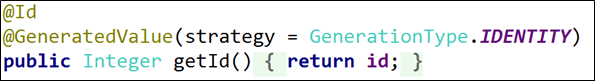 @Id
@GeneratedValue(strategy = GenerationType.IDENTITY)
public Integer getId() { return id; }